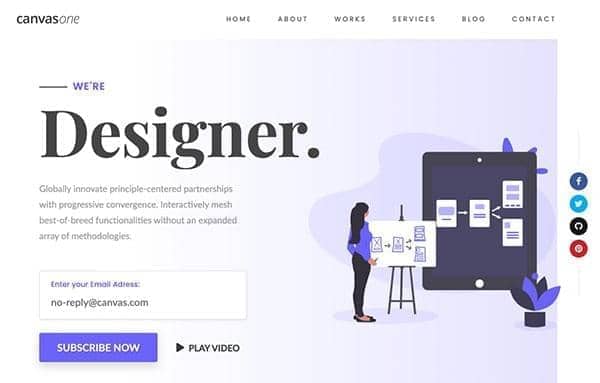 canvasone
HOME ABOUT WORKS SERVICES BLOG CONTACT
WE'RE
Designer.
Globally innovate principle-centered partnerships
with progressive convergence. Interactively mesh
best-of-breed functionalities without an expanded
array of methodologies.
Enter your Email Adress:
no-reply@canvas.com
SUBSCRIBE NOW
PLAY VIDEO